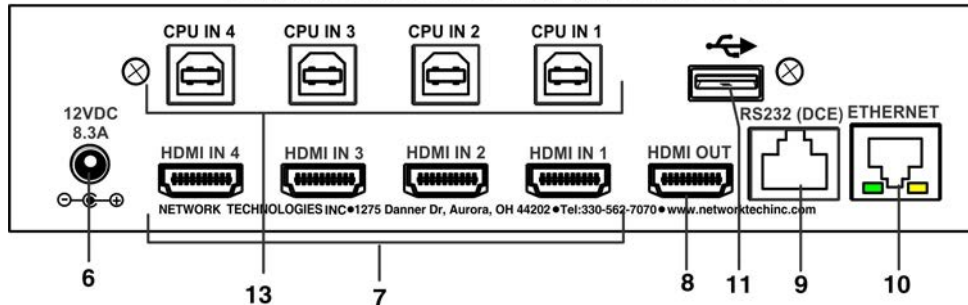 CPU IN 4 CPU IN 3 CPU IN 2 CPU IN 1
12VDC
8.3A
RS232 (DCE) ETHERNET
HDMI IN 4 HDMI IN 3 HDMI IN 2 HDMI IN 1 HDMI OUT
NETWORK TECHNOLOGIES INC●1275 Danner Dr, Aurora, OH 44202●Tel:330-562-7070●www.networktechinc.com
6 13 7 8 11 9 10